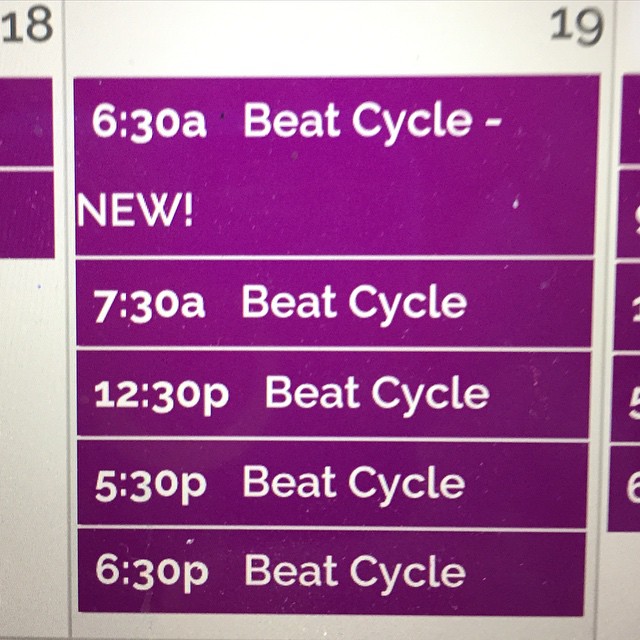 18
19
6:30a Beat Cycle -
NEW!
7:30a Beat Cycle
12:30p Beat Cycle
5:30p Beat Cycle
6:30p Beat Cycle